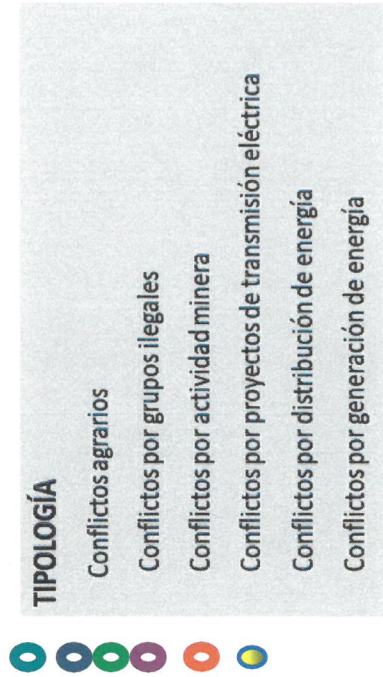 TIPOLOGÍA
Conflictos agrarios
Conflictos por grupos ilegales
Conflictos por actividad minera
Conflictos por proyectos de transmisión eléctrica
Conflictos por distribución de energía
Conflictos por generación de energía